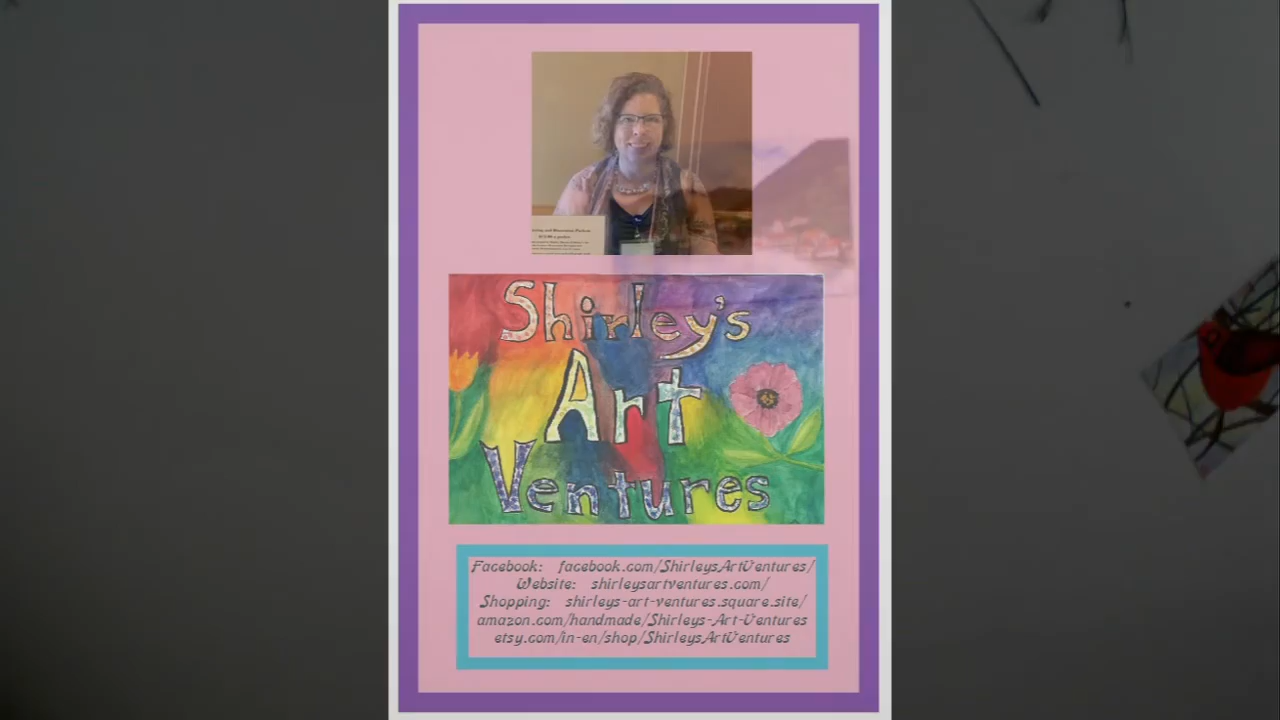 Shirley's
Art
Ventures
Facebook: facebook.com/ShirleysArtVentures/
Website: shirleysartventures.com/
Shopping: shirleys-art-ventures.square.site/
amazon.com/handmade/Shirleys-Art-Ventures
etsy.com/in-en/shop/ShirleysArtVentures